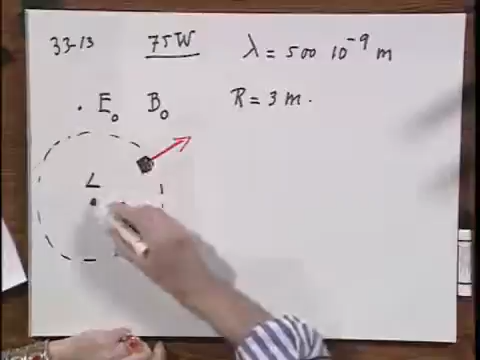 33-13 75W λ = 500 10⁻⁹ m
. E₀ B₀ R = 3 m.
L